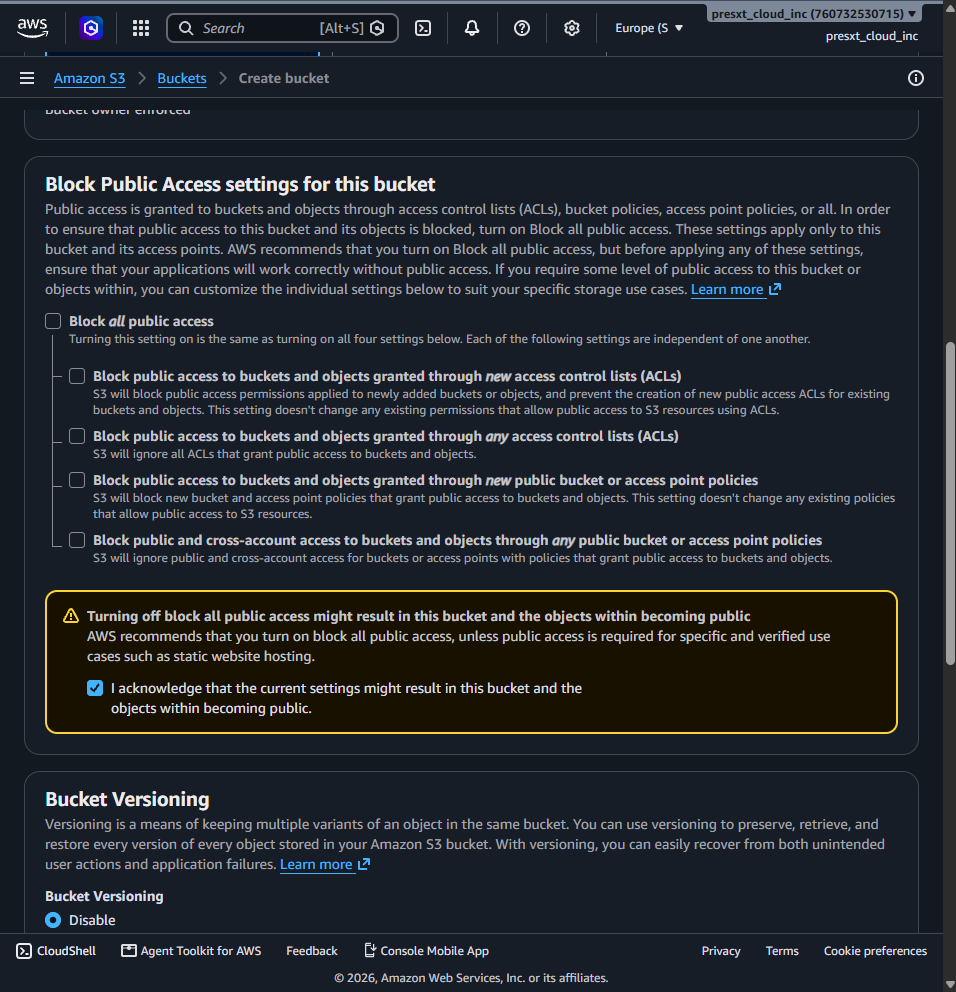 aws
Search [Alt+S]
Europe (S
presxt_cloud_inc (760732530715)
presxt_cloud_inc
Amazon S3 > Buckets > Create bucket
Bucket owner enforced
Block Public Access settings for this bucket
Public access is granted to buckets and objects through access control lists (ACLs), bucket policies, access point policies, or all. In order
to ensure that public access to this bucket and its objects is blocked, turn on Block all public access. These settings apply only to this
bucket and its access points. AWS recommends that you turn on Block all public access, but before applying any of these settings,
ensure that your applications will work correctly without public access. If you require some level of public access to this bucket or
objects within, you can customize the individual settings below to suit your specific storage use cases. Learn more
Block all public access
Turning this setting on is the same as turning on all four settings below. Each of the following settings are independent of one another.
Block public access to buckets and objects granted through new access control lists (ACLs)
S3 will block public access permissions applied to newly added buckets or objects, and prevent the creation of new public access ACLs for existing
buckets and objects. This setting doesn't change any existing permissions that allow public access to S3 resources using ACLs.
Block public access to buckets and objects granted through any access control lists (ACLs)
S3 will ignore all ACLs that grant public access to buckets and objects.
Block public access to buckets and objects granted through new public bucket or access point policies
S3 will block new bucket and access point policies that grant public access to buckets and objects. This setting doesn't change any existing policies
that allow public access to S3 resources.
Block public and cross-account access to buckets and objects through any public bucket or access point policies
S3 will ignore public and cross-account access for buckets or access points with policies that grant public access to buckets and objects.
Turning off block all public access might result in this bucket and the objects within becoming public
AWS recommends that you turn on block all public access, unless public access is required for specific and verified use
cases such as static website hosting.
I acknowledge that the current settings might result in this bucket and the
objects within becoming public.
Bucket Versioning
Versioning is a means of keeping multiple variants of an object in the same bucket. You can use versioning to preserve, retrieve, and
restore every version of every object stored in your Amazon S3 bucket. With versioning, you can easily recover from both unintended
user actions and application failures. Learn more
Bucket Versioning
Disable
CloudShell Agent Toolkit for AWS Feedback Console Mobile App Privacy Terms Cookie preferences
© 2026, Amazon Web Services, Inc. or its affiliates.